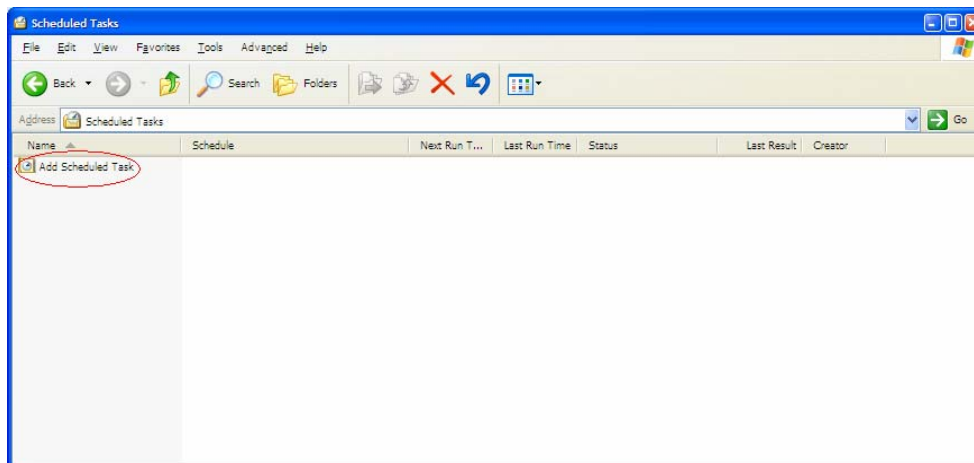 Scheduled Tasks
File Edit View Favorites Tools Advanced Help
Back Search Folders
Address Scheduled Tasks Go
Name Schedule Next Run T... Last Run Time Status Last Result Creator
Add Scheduled Task